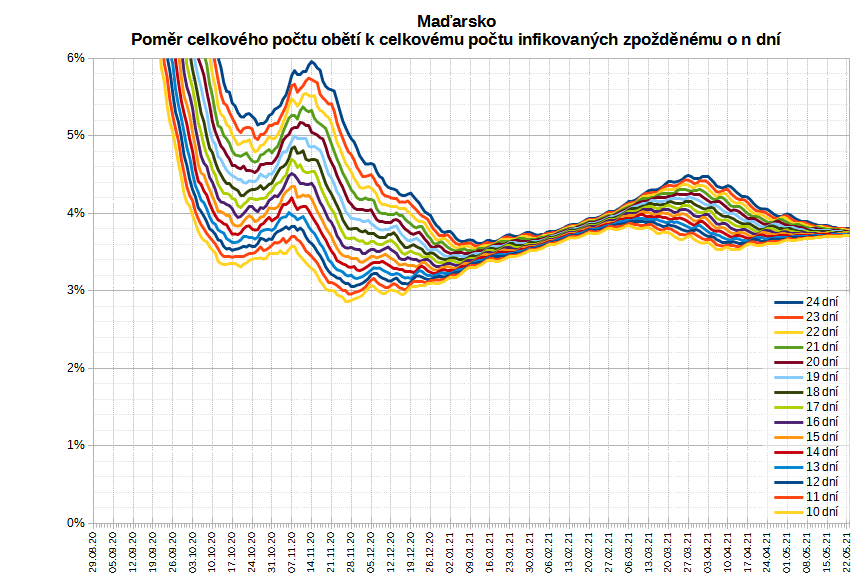 Maďarsko
Poměr celkového počtu obětí k celkovému počtu infikovaných zpožděnému o n dní
6%
5%
4%
3%
2%
1%
0%
24 dní
23 dní
22 dní
21 dní
20 dní
19 dní
18 dní
17 dní
16 dní
15 dní
14 dní
13 dní
12 dní
11 dní
10 dní
29.08.20
05.09.20
12.09.20
19.09.20
26.09.20
03.10.20
10.10.20
17.10.20
24.10.20
31.10.20
07.11.20
14.11.20
21.11.20
28.11.20
05.12.20
12.12.20
19.12.20
26.12.20
02.01.21
09.01.21
16.01.21
23.01.21
30.01.21
06.02.21
13.02.21
20.02.21
27.02.21
06.03.21
13.03.21
20.03.21
27.03.21
03.04.21
10.04.21
17.04.21
24.04.21
01.05.21
08.05.21
15.05.21
22.05.21